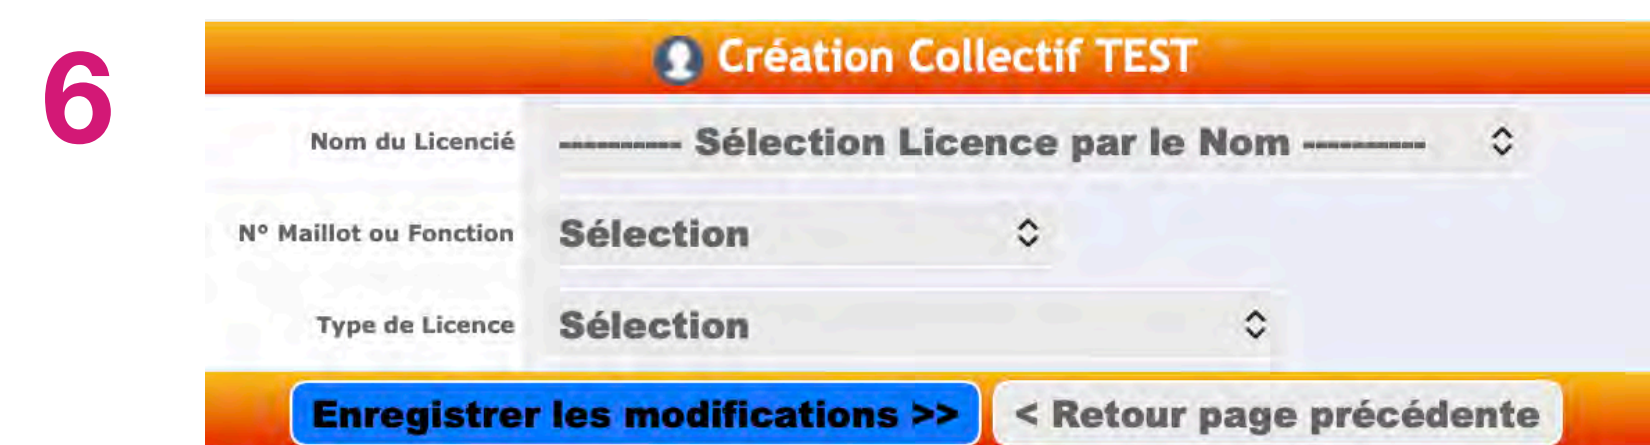 6
Création Collectif TEST
Nom du Licencié
---------- Sélection Licence par le Nom ----------
N° Maillot ou Fonction
Sélection
Type de Licence
Sélection
Enregistrer les modifications >>
< Retour page précédente